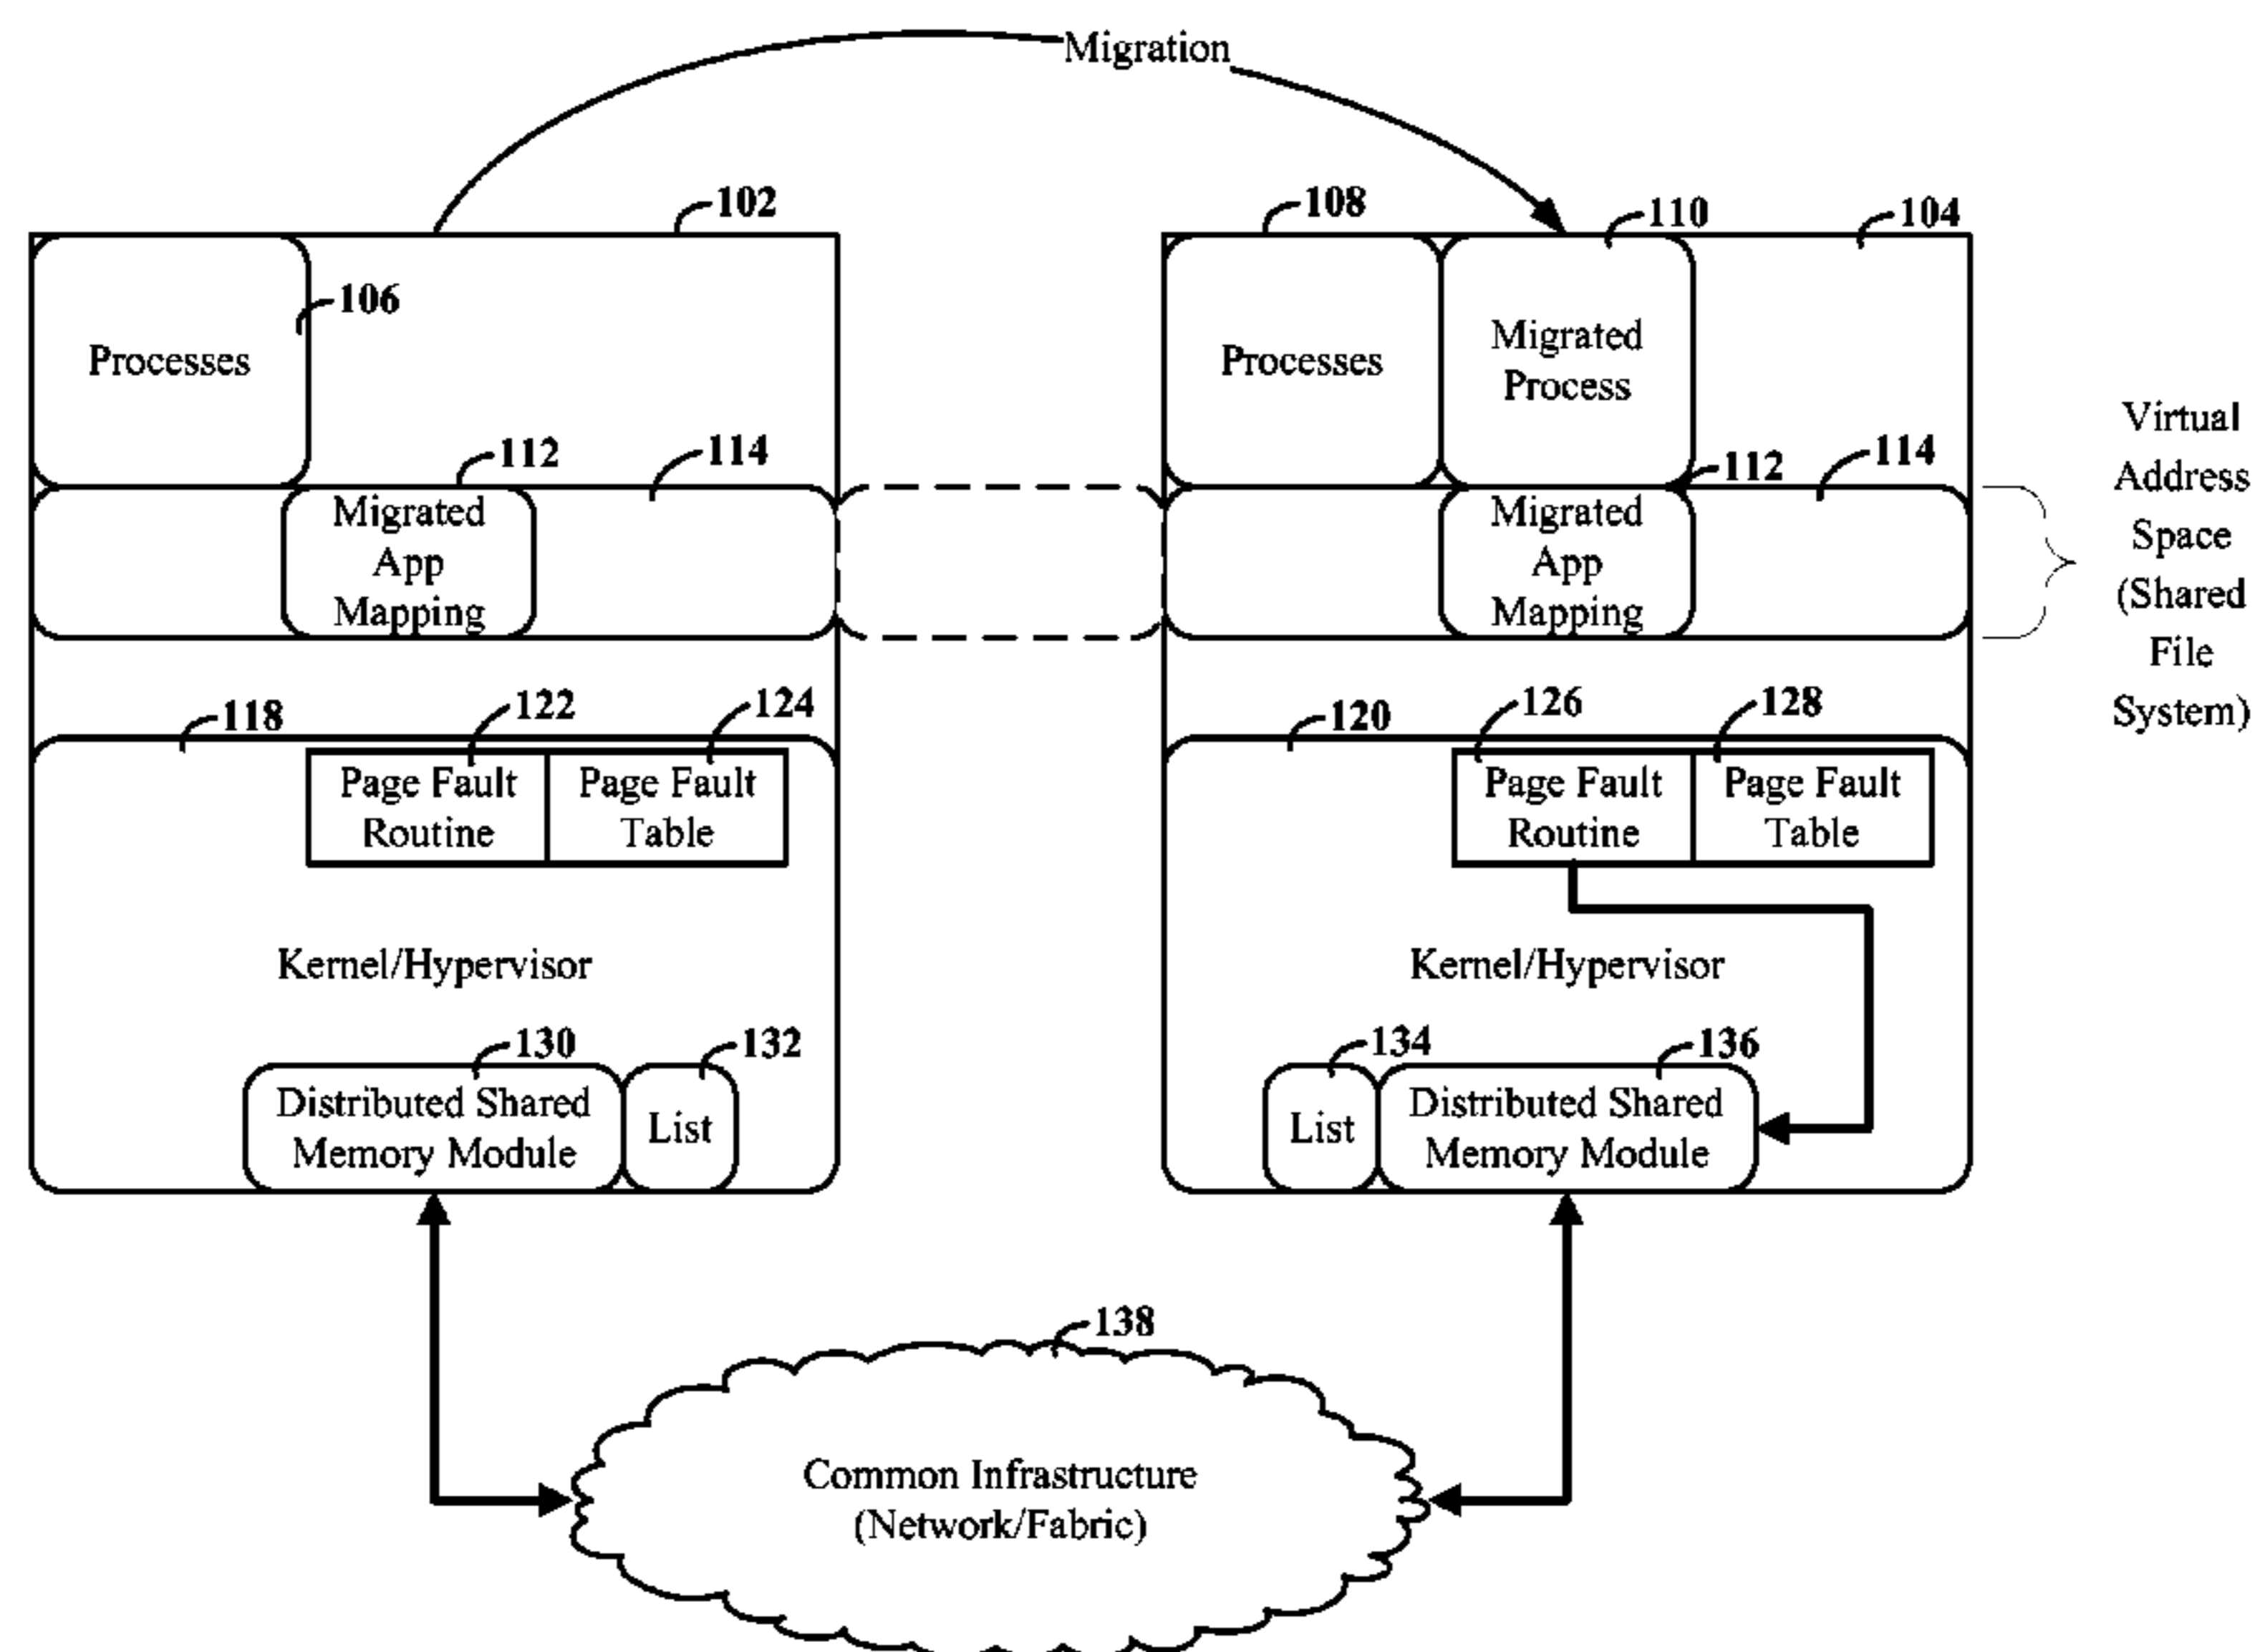 Migration
102
108
110
104
106
Processes
Processes
Migrated
Process
Virtual
Address
Space
(Shared
File
System)
112
114
112
114
Migrated
App
Mapping
Migrated
App
Mapping
118
122
124
120
126
128
Page Fault
Routine
Page Fault
Table
Page Fault
Routine
Page Fault
Table
Kernel/Hypervisor
Kernel/Hypervisor
130
132
134
136
Distributed Shared
Memory Module
List
List
Distributed Shared
Memory Module
138
Common Infrastructure
(Network/Fabric)